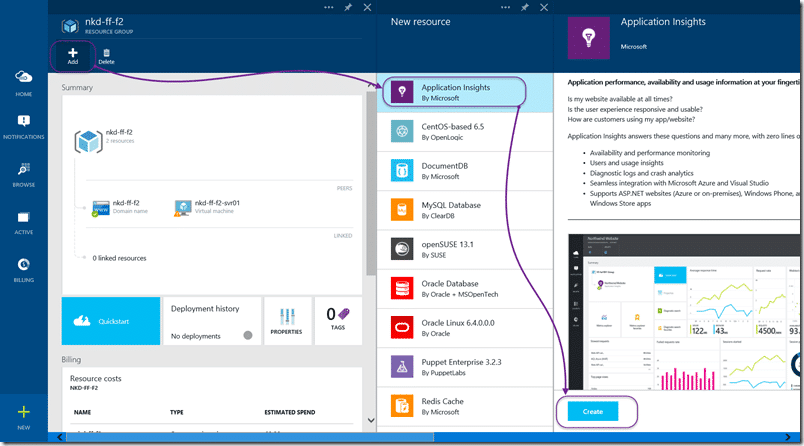 HOME
NOTIFICATIONS
BROWSE
ACTIVE
BILLING
NEW
nkd-ff-f2
RESOURCE GROUP
Add
Delete
Summary
nkd-ff-f2
2 resources
PEERS
nkd-ff-f2
Domain name
nkd-ff-f2-svr01
Virtual machine
LINKED
0 linked resources
Quickstart
Deployment history
No deployments
PROPERTIES
0
TAGS
Billing
Resource costs
NKD-FF-F2
NAME TYPE ESTIMATED SPEND
New resource
Application Insights
By Microsoft
CentOS-based 6.5
By OpenLogic
DocumentDB
By Microsoft
MySQL Database
By ClearDB
openSUSE 13.1
By SUSE
Oracle Database
By Oracle + MSOpenTech
Oracle Linux 6.4.0.0.0
By Oracle
Puppet Enterprise 3.2.3
By PuppetLabs
Redis Cache
By Microsoft
Application Insights
Microsoft
Application performance, availability and usage information at your fingerti
Is my website available at all times?
Is the user experience responsive and usable?
How are customers using my app/website?
Application Insights answers these questions and many more, with zero lines o
• Availability and performance monitoring
• Users and usage insights
• Diagnostic logs and crash analytics
• Seamless integration with Microsoft Azure and Visual Studio
• Supports ASP.NET websites (Azure or on-premises), Windows Phone, an
Windows Store apps
122
43
4500
93.
Create